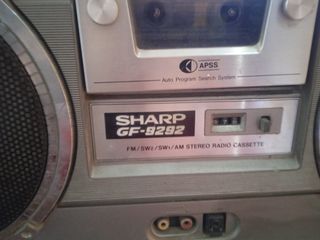 APSS
Auto Program Search System
SHARP
GF-9292
FM/SW2/SW1/AM STEREO RADIO CASSETTE